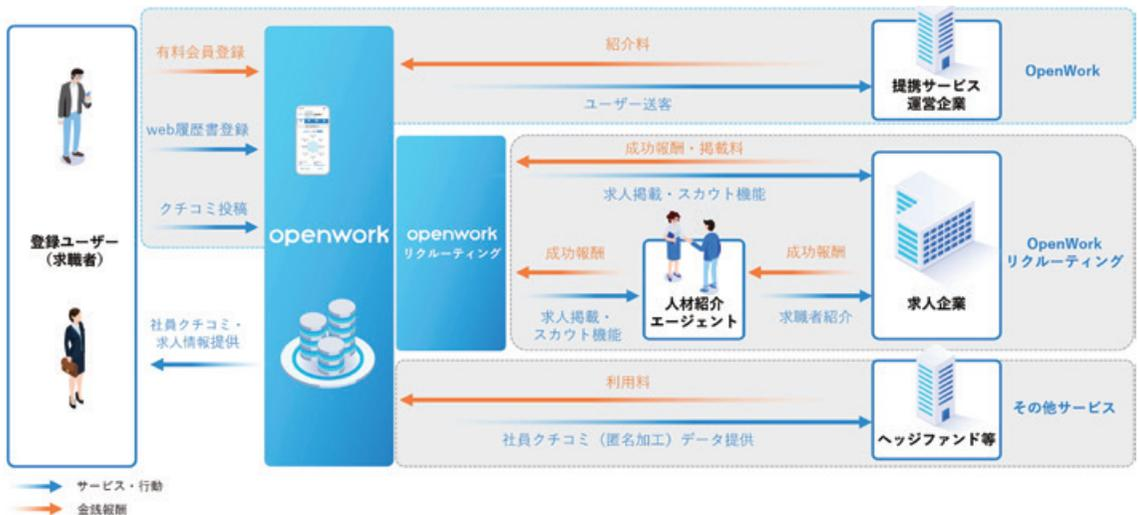 有料会員登録
web履歴書登録
クチコミ投稿
登録ユーザー
（求職者）
社員クチコミ・
求人情報提供
openwork
openwork
リクルーティング
紹介料
ユーザー送客
提携サービス
運営企業
OpenWork
成功報酬・掲載料
求人掲載・スカウト機能
成功報酬
求人掲載・
スカウト機能
人材紹介
エージェント
成功報酬
求職者紹介
求人企業
OpenWork
リクルーティング
利用料
社員クチコミ（匿名加工）データ提供
ヘッジファンド等
その他サービス
サービス・行動
金銭報酬